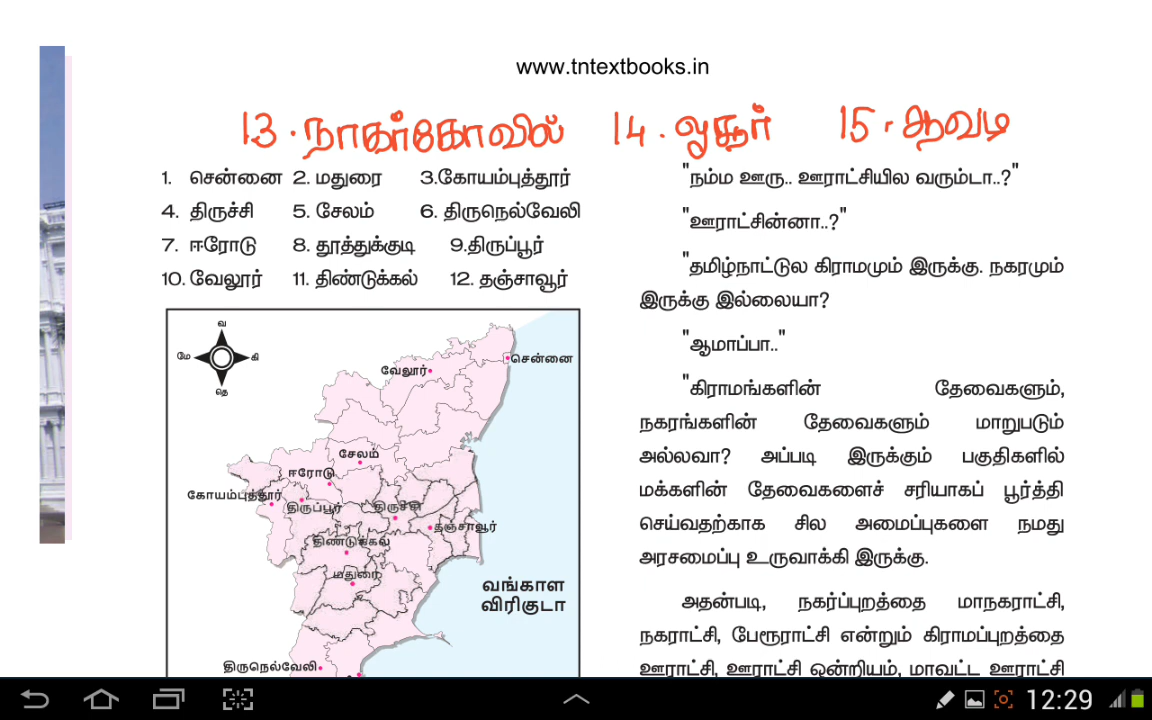 www.tntextbooks.in
13. நாகர்கோவில் 14. ஓசூர் 15. ஆவடி
1. சென்னை 2. மதுரை 3.கோயம்புத்தூர்
4. திருச்சி 5. சேலம் 6. திருநெல்வேலி
7. ஈரோடு 8. தூத்துக்குடி 9.திருப்பூர்
10. வேலூர் 11. திண்டுக்கல் 12. தஞ்சாவூர்
வ
மே கி
தெ
சென்னை
வேலூர்
சேலம்
ஈரோடு
கோயம்புத்தூர்
திருப்பூர் திருச்சி
தஞ்சாவூர்
திண்டுக்கல்
மதுரை
வங்காள
விரிகுடா
திருநெல்வேலி
"நம்ம ஊரு.. ஊராட்சியில வரும்டா..?"
"ஊராட்சின்னா..?"
"தமிழ்நாட்டுல கிராமமும் இருக்கு. நகரமும்
இருக்கு இல்லையா?
"ஆமாப்பா.."
"கிராமங்களின் தேவைகளும்,
நகரங்களின் தேவைகளும் மாறுபடும்
அல்லவா? அப்படி இருக்கும் பகுதிகளில்
மக்களின் தேவைகளைச் சரியாகப் பூர்த்தி
செய்வதற்காக சில அமைப்புகளை நமது
அரசமைப்பு உருவாக்கி இருக்கு.
அதன்படி, நகர்ப்புறத்தை மாநகராட்சி,
நகராட்சி, பேரூராட்சி என்றும் கிராமப்புறத்தை
ஊராட்சி, ஊராட்சி ஒன்றியம், மாவட்ட ஊராட்சி
12:29